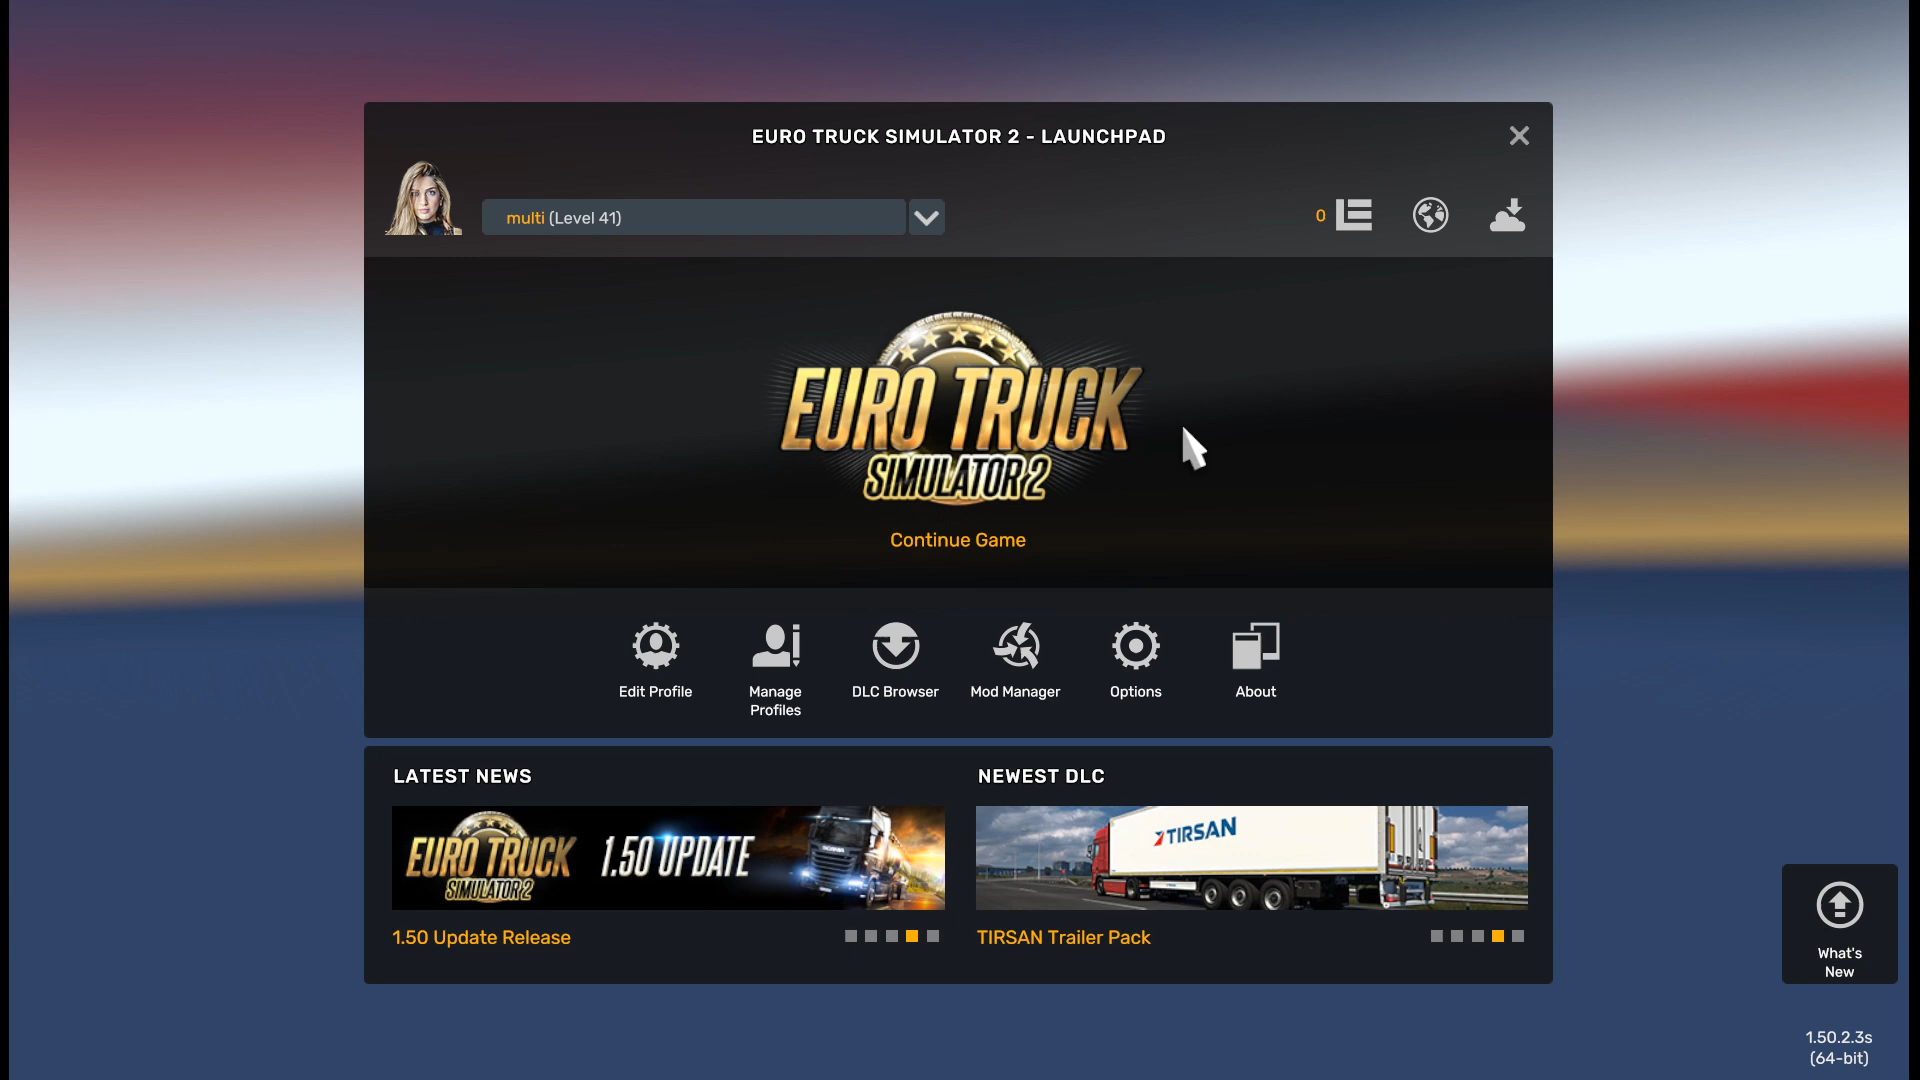 EURO TRUCK SIMULATOR 2 - LAUNCHPAD
multi (Level 41)
0
EURO TRUCK
SIMULATOR 2
Continue Game
Edit Profile
Manage
Profiles
DLC Browser
Mod Manager
Options
About
LATEST NEWS
EURO TRUCK
SIMULATOR 2
1.50 UPDATE
1.50 Update Release
NEWEST DLC
TIRSAN
TIRSAN Trailer Pack
What's
New
1.50.2.3s
(64-bit)